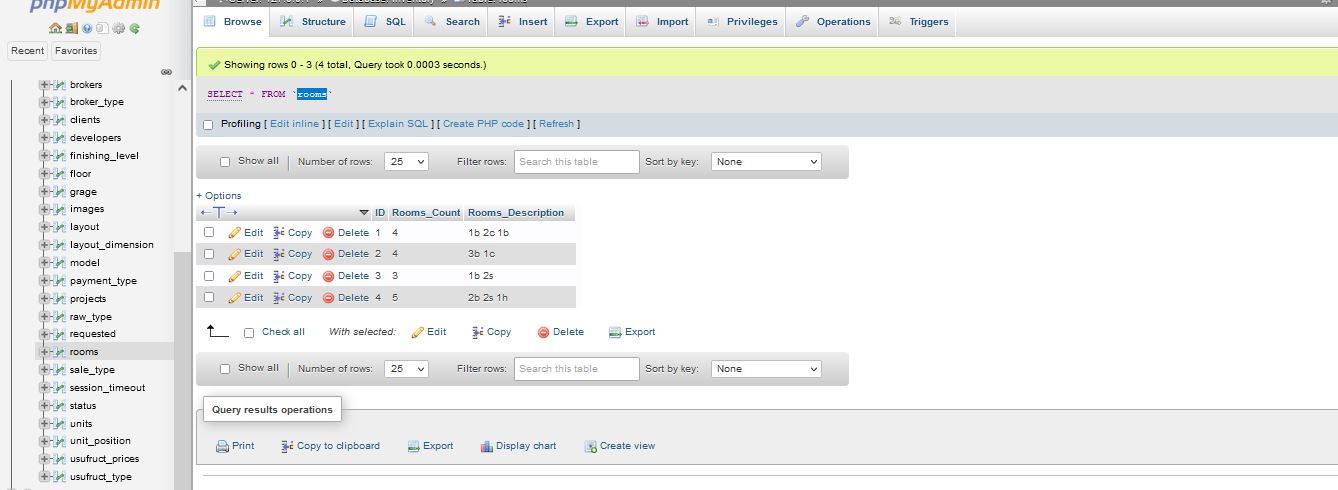 phpMyAdmin
Recent Favorites
brokers
broker_type
clients
developers
finishing_level
floor
grage
images
layout
layout_dimension
model
payment_type
projects
raw_type
requested
rooms
sale_type
session_timeout
status
units
unit_position
usufruct_prices
usufruct_type
Browse Structure SQL Search Insert Export Import Privileges Operations Triggers
Showing rows 0 - 3 (4 total, Query took 0.0003 seconds.)
SELECT * FROM `rooms`
Profiling [ Edit inline ] [ Edit ] [ Explain SQL ] [ Create PHP code ] [ Refresh ]
Show all Number of rows: 25 Filter rows: Search this table Sort by key: None
+ Options
ID Rooms_Count Rooms_Description
Edit Copy Delete 1 4 1b 2c 1b
Edit Copy Delete 2 4 3b 1c
Edit Copy Delete 3 3 1b 2s
Edit Copy Delete 4 5 2b 2s 1h
Check all With selected: Edit Copy Delete Export
Show all Number of rows: 25 Filter rows: Search this table Sort by key: None
Query results operations
Print Copy to clipboard Export Display chart Create view